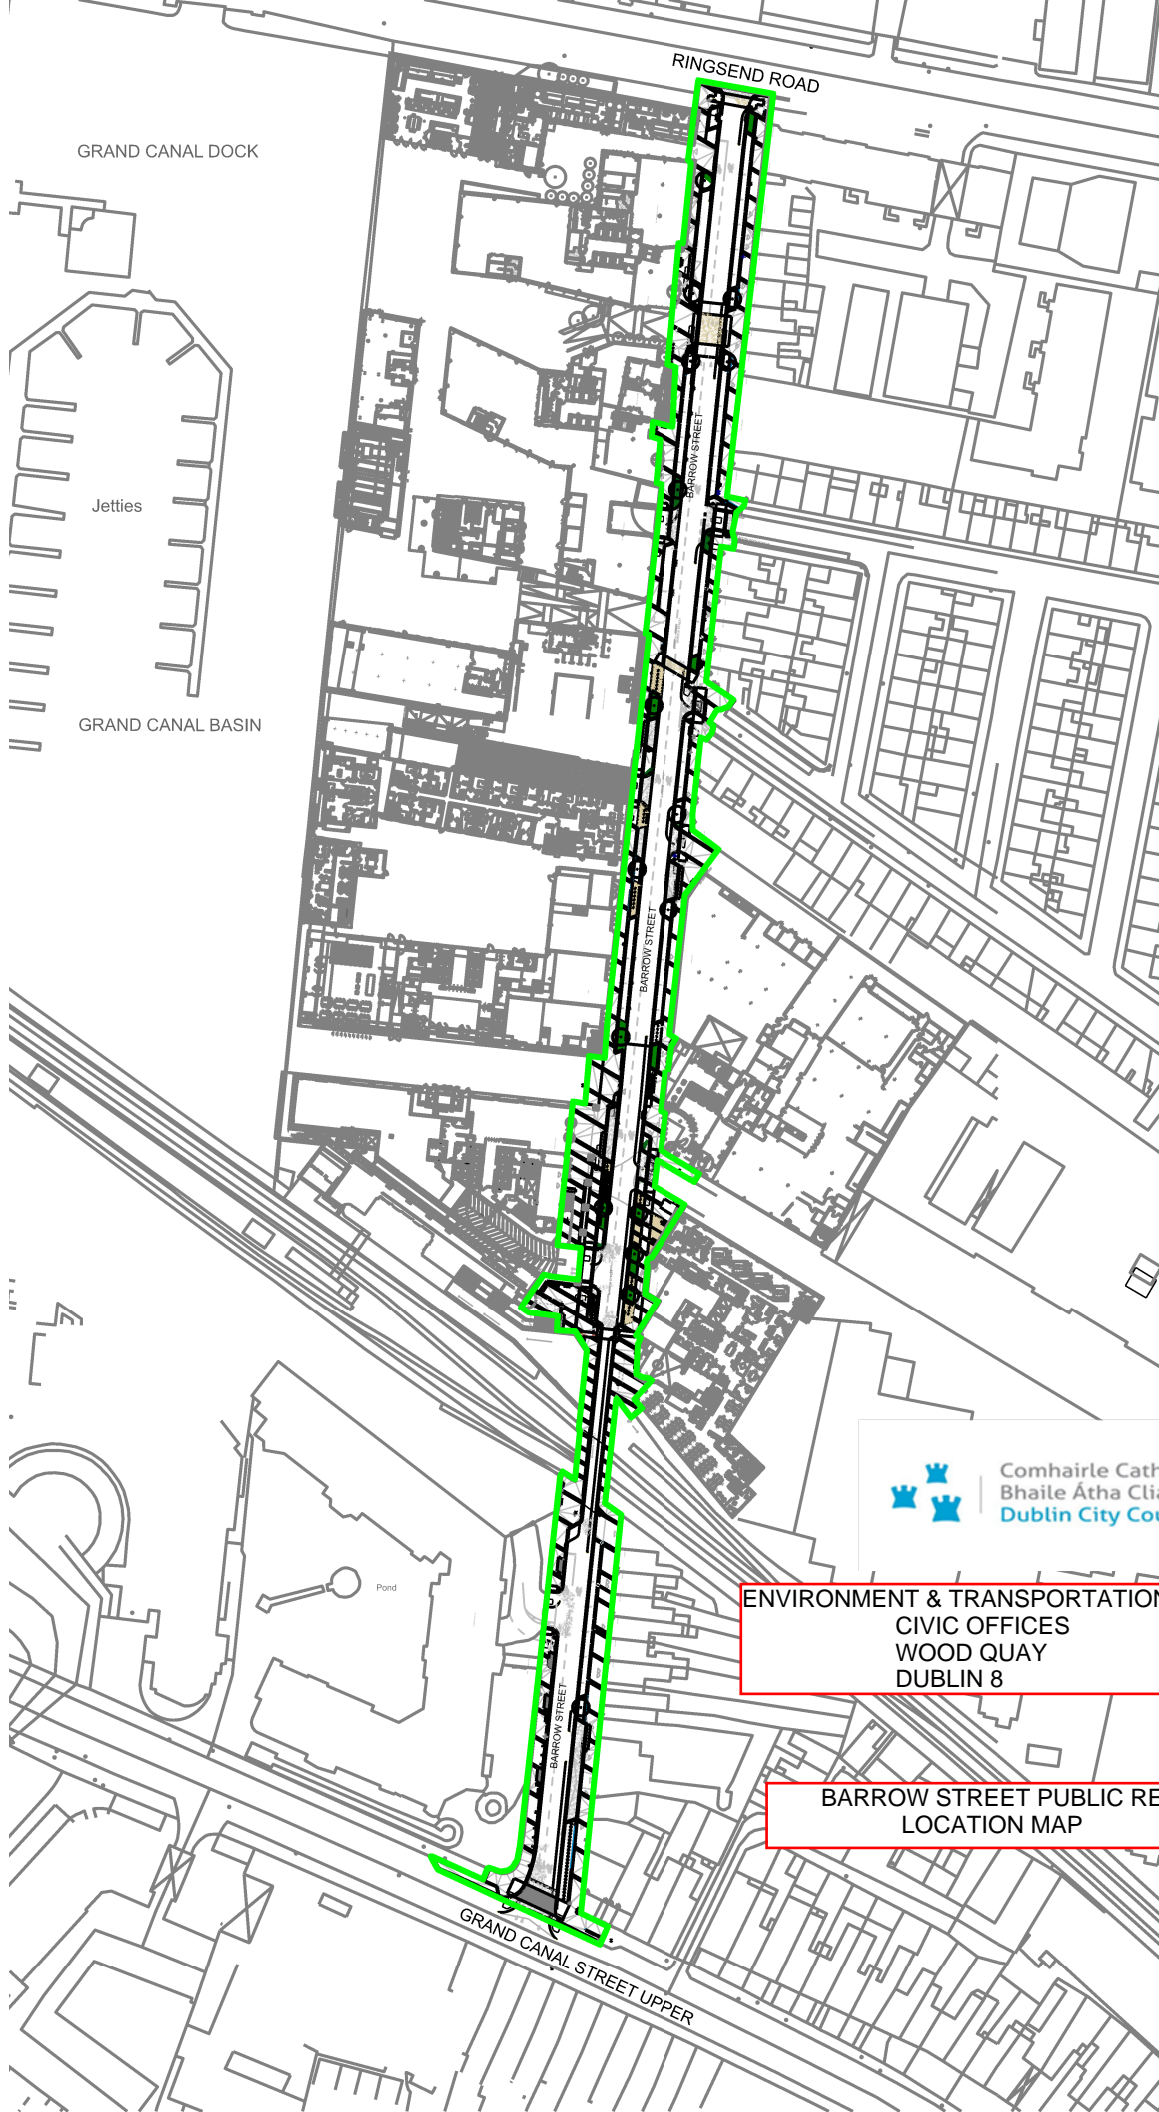 RINGSEND ROAD
GRAND CANAL DOCK
BARROW STREET
Jetties
GRAND CANAL BASIN
BARROW STREET
Comhairle Cath
Bhaile Átha Clia
Dublin City Cou
Pond
ENVIRONMENT & TRANSPORTATION
CIVIC OFFICES
WOOD QUAY
DUBLIN 8
BARROW STREET
BARROW STREET PUBLIC RE
LOCATION MAP
GRAND CANAL STREET UPPER